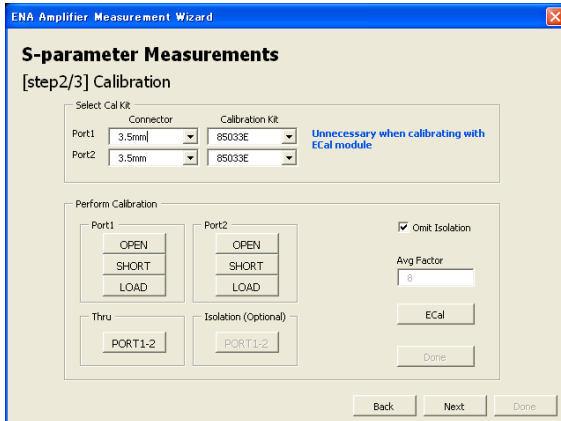 ENA Amplifier Measurement Wizard
S-parameter Measurements
[step2/3] Calibration
Select Cal Kit
Connector Calibration Kit
Port1 3.5mm 85033E Unnecessary when calibrating with
ECal module
Port2 3.5mm 85033E
Perform Calibration
Port1 Port2
OPEN OPEN Omit Isolation
SHORT SHORT
Avg Factor
LOAD LOAD 8
Thru Isolation (Optional) ECal
PORT1-2 PORT1-2
Done
Back Next Done